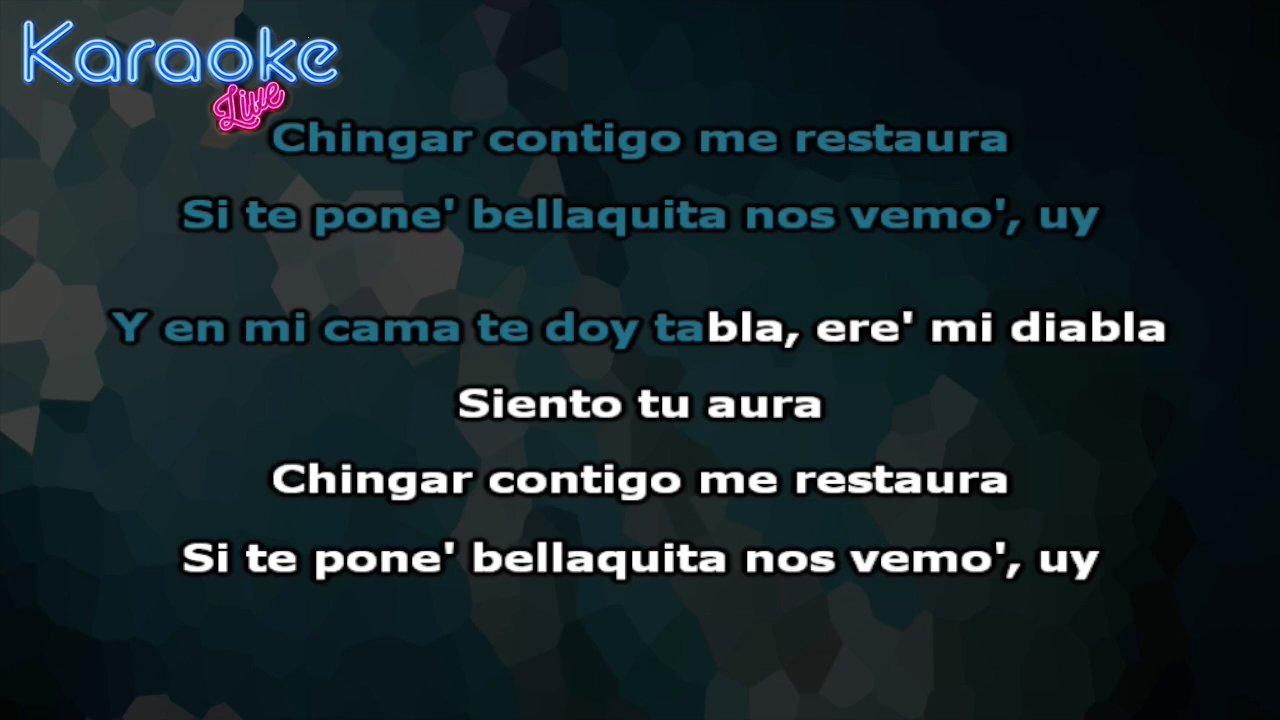 Karaoke
Live
Chingar contigo me restaura
Si te pone' bellaquita nos vemo', uy
Y en mi cama te doy tabla, ere' mi diabla
Siento tu aura
Chingar contigo me restaura
Si te pone' bellaquita nos vemo', uy